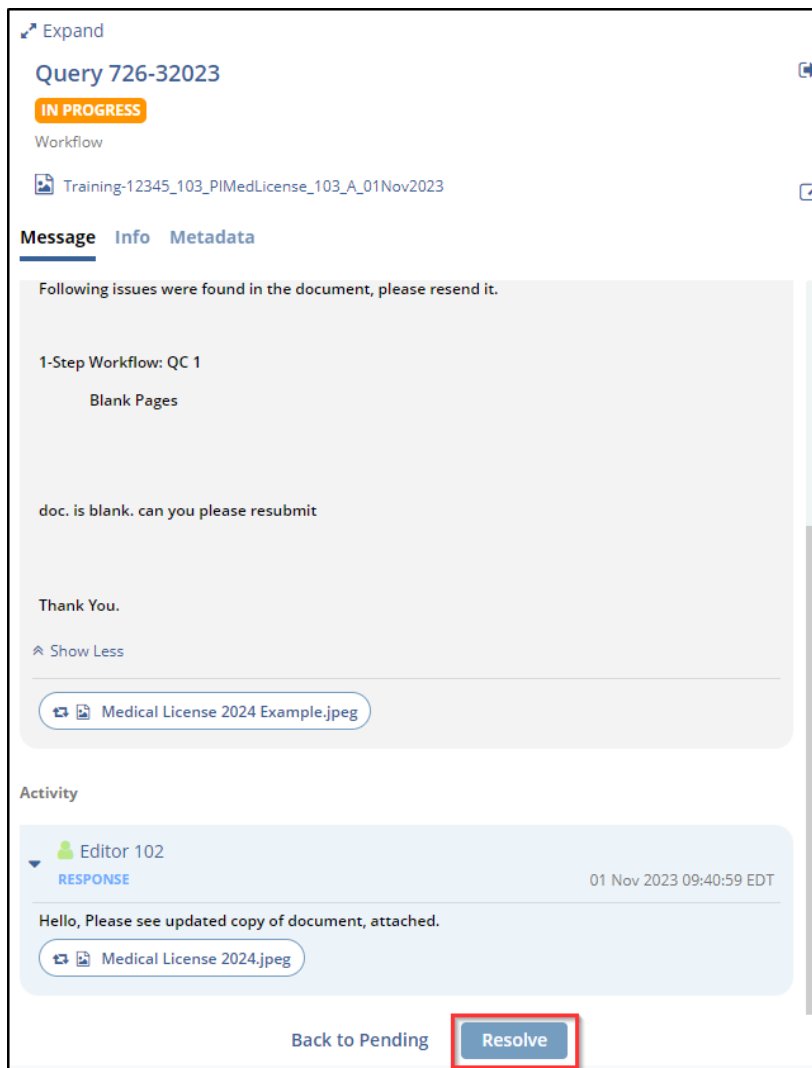 Expand
Query 726-32023
IN PROGRESS
Workflow
Training-12345_103_PIMedLicense_103_A_01Nov2023
Message Info Metadata
Following issues were found in the document, please resend it.
1-Step Workflow: QC 1
Blank Pages
doc. is blank. can you please resubmit
Thank You.
Show Less
Medical License 2024 Example.jpeg
Activity
Editor 102
RESPONSE 01 Nov 2023 09:40:59 EDT
Hello, Please see updated copy of document, attached.
Medical License 2024.jpeg
Back to Pending Resolve